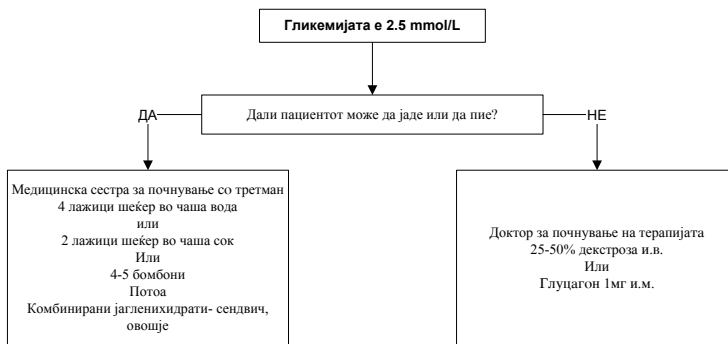 Гликемијата е 2.5 mmol/L
Дали пациентот може да јаде или да пие?
ДА
НЕ
Медицинска сестра за почнување со третман
4 лажици шеќер во чаша вода
или
2 лажици шеќер во чаша сок
Или
4-5 бомбони
Потоа
Комбинирани јагленихидрати- сендвич,
овошје
Доктор за почнување на терапијата
25-50% декстроза и.в.
Или
Глуцагон 1мг и.м.